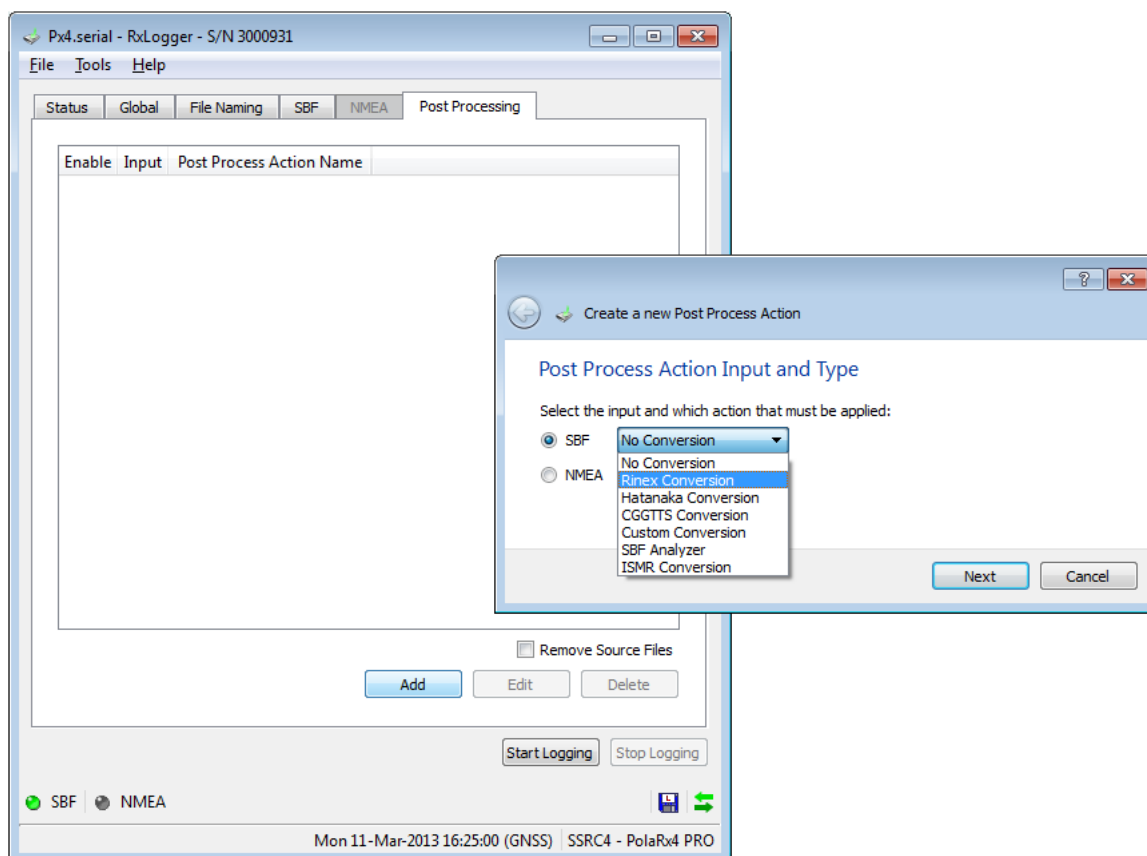 Px4.serial - RxLogger - S/N 3000931
File Tools Help
Status Global File Naming SBF NMEA Post Processing
Enable Input Post Process Action Name
Create a new Post Process Action
Post Process Action Input and Type
Select the input and which action that must be applied:
SBF No Conversion
No Conversion
NMEA Rinex Conversion
Hatanaka Conversion
CGGTTS Conversion
Custom Conversion
SBF Analyzer
ISMR Conversion
Next Cancel
Remove Source Files
Add Edit Delete
Start Logging Stop Logging
SBF NMEA
Mon 11-Mar-2013 16:25:00 (GNSS) SSRC4 - PolaRx4 PRO